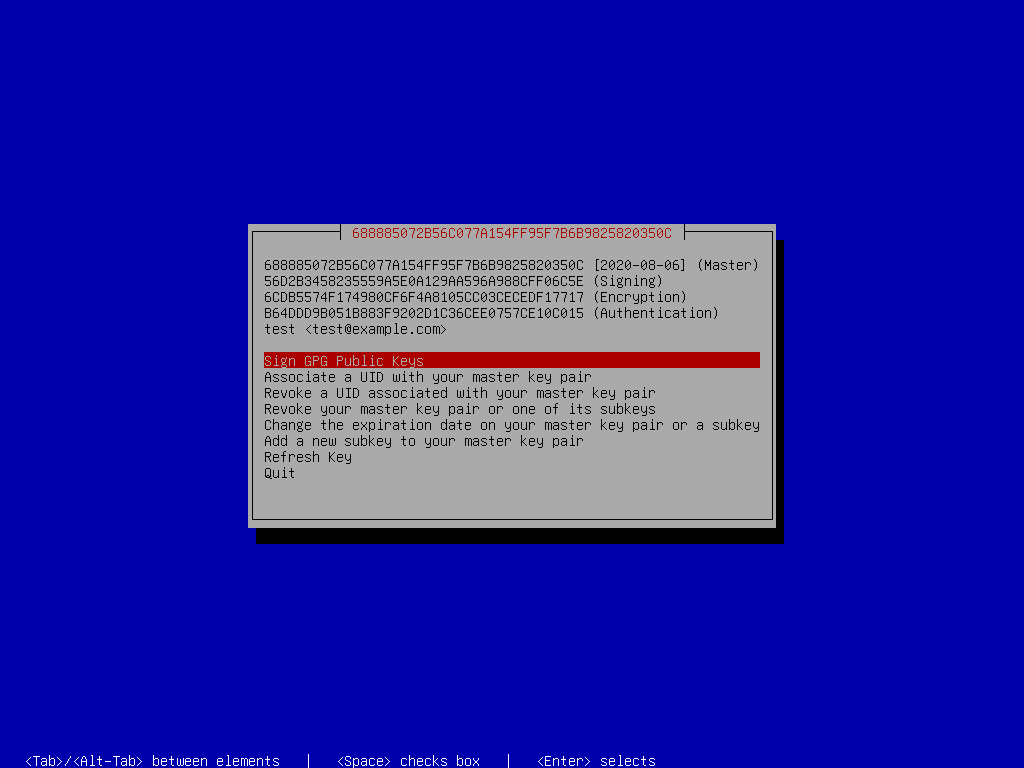 688885072B56C077A154FF95F7B6B9825820350C
688885072B56C077A154FF95F7B6B9825820350C [2020-08-06] (Master)
56D2B3458235559A5E0A129AA596A988CFF06C5E (Signing)
6CDB5574F174980CF6F4A8105CC03CECEDF17717 (Encryption)
B64DDD9B051B883F9202D1C36CEE0757CE10C015 (Authentication)
test <test@example.com>
Sign GPG Public Keys
Associate a UID with your master key pair
Revoke a UID associated with your master key pair
Revoke your master key pair or one of its subkeys
Change the expiration date on your master key pair or a subkey
Add a new subkey to your master key pair
Refresh Key
Quit
<Tab>/<Alt-Tab> between elements | <Space> checks box | <Enter> selects